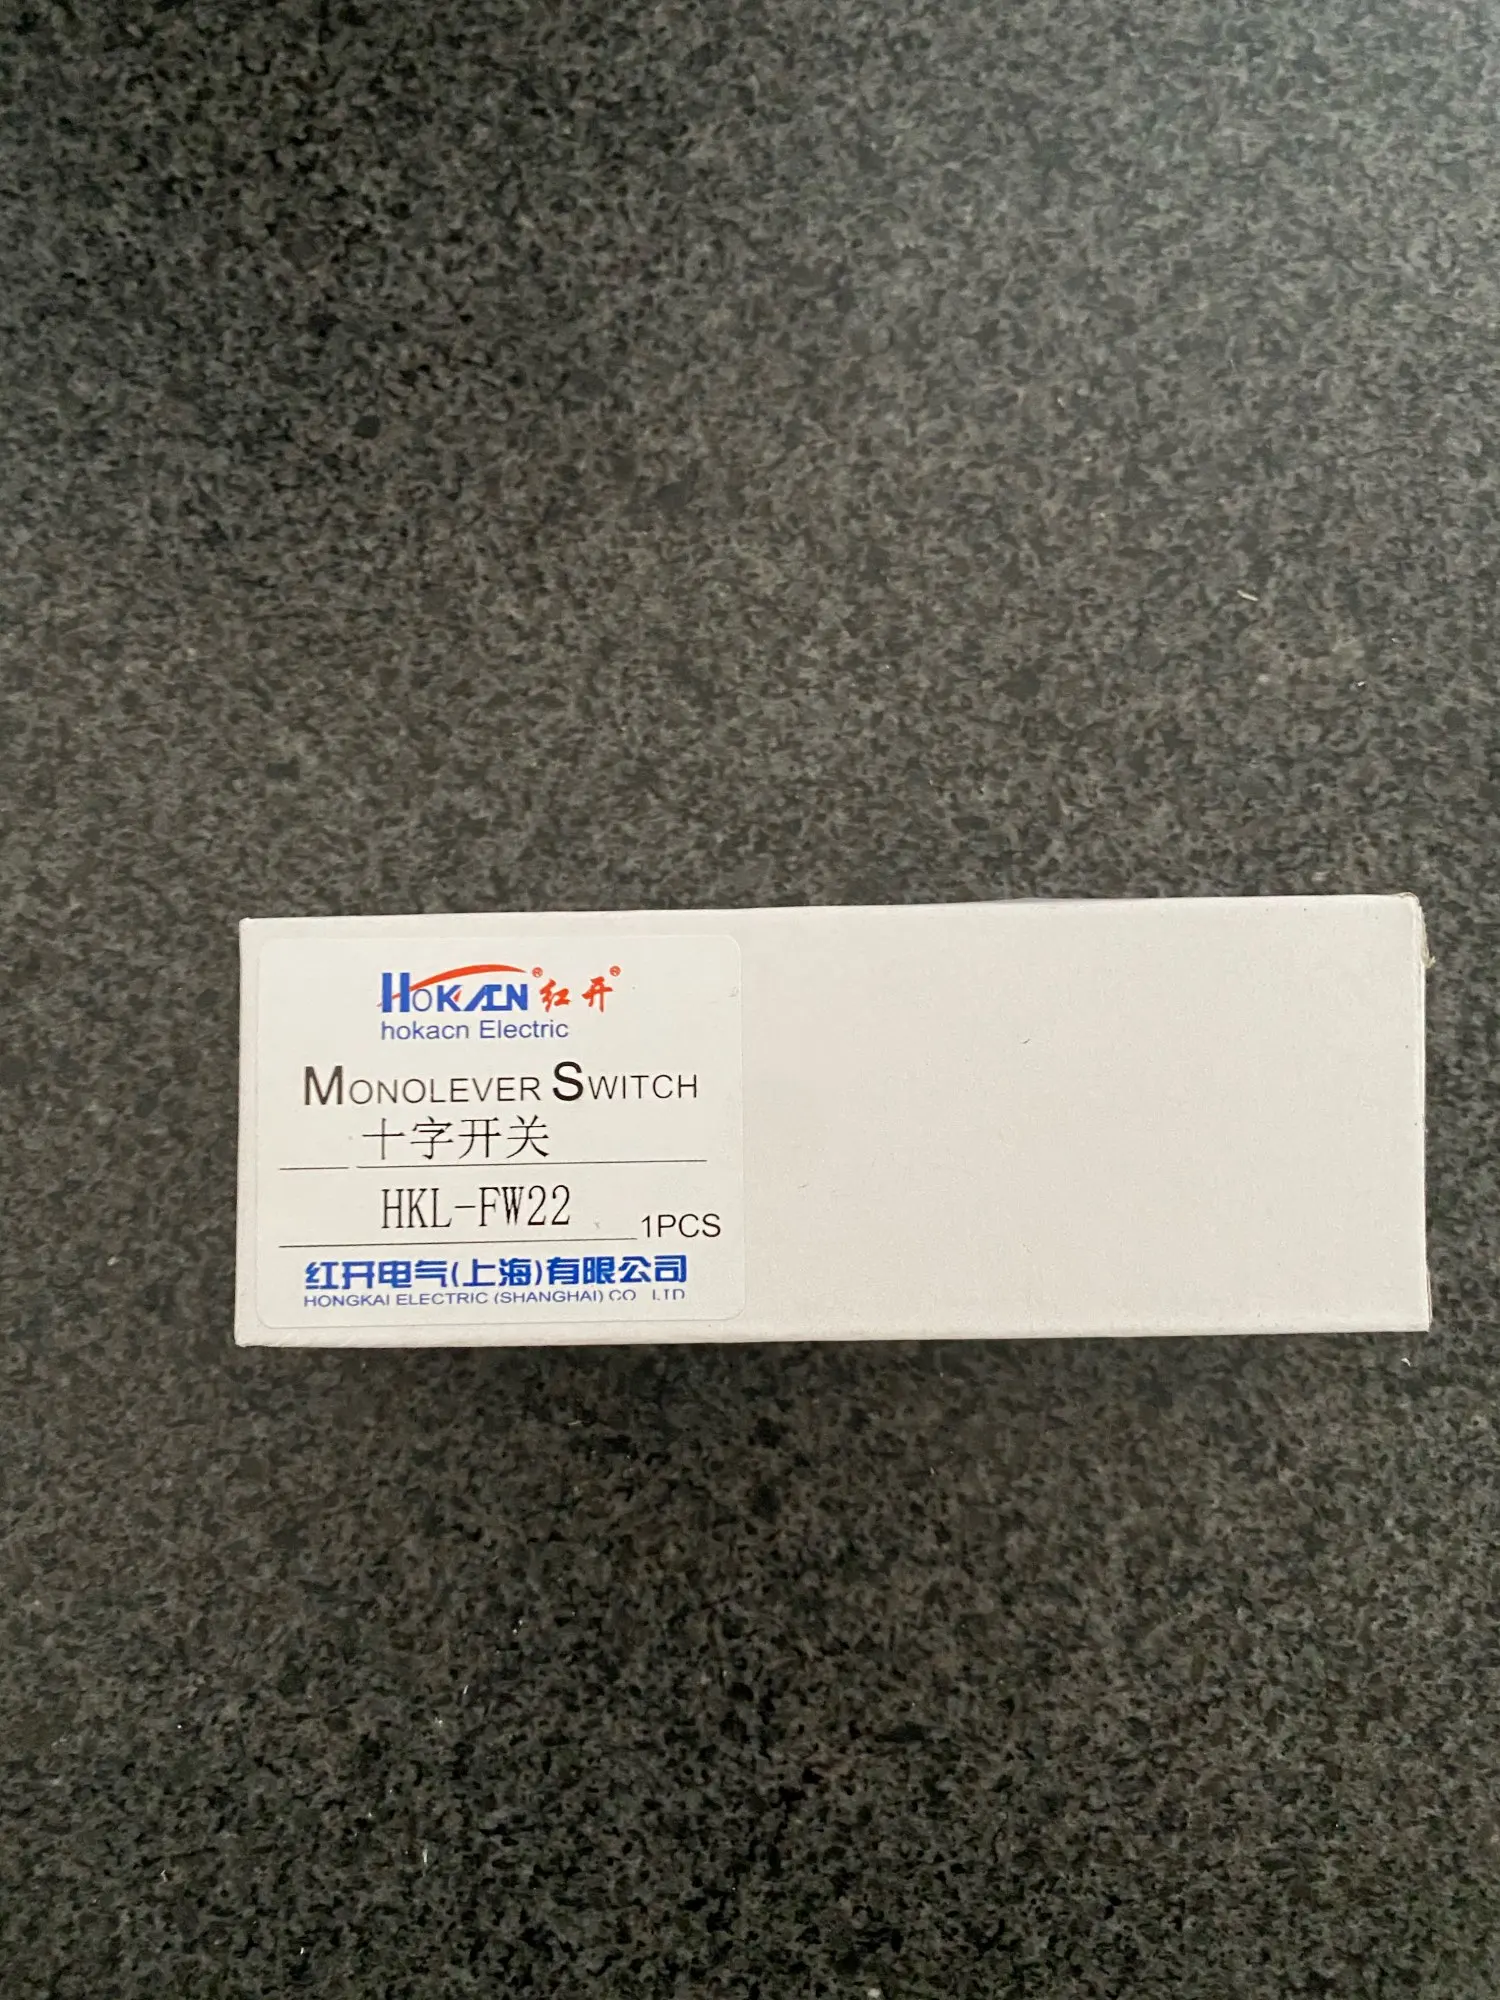 HOKACN® 红开®
hokacn Electric
MONOLEVER SWITCH
十字开关
HKL-FW22
1PCS
红开电气(上海)有限公司
HONGKAI ELECTRIC (SHANGHAI) CO LTD